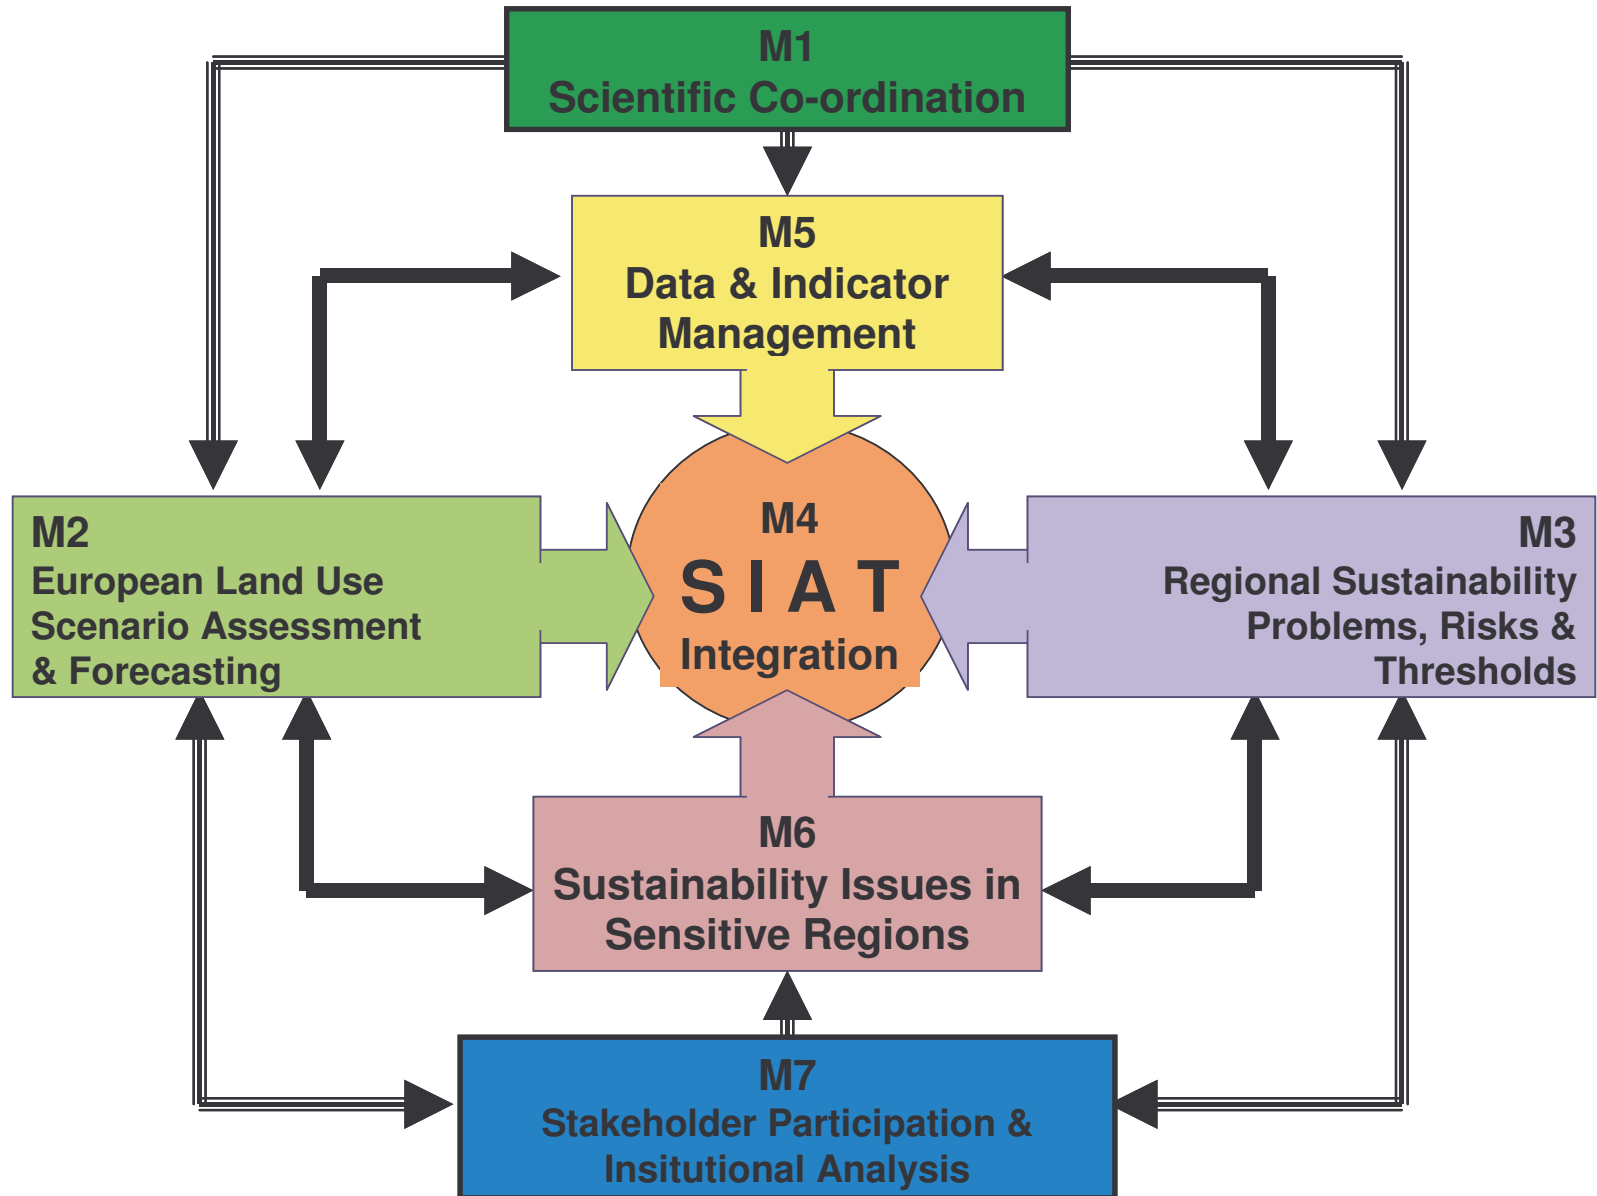 M1
Scientific Co-ordination
M5
Data & Indicator
Management
M2
European Land Use
Scenario Assessment
& Forecasting
M4
S I A T
Integration
M3
Regional Sustainability
Problems, Risks &
Thresholds
M6
Sustainability Issues in
Sensitive Regions
M7
Stakeholder Participation &
Insitutional Analysis